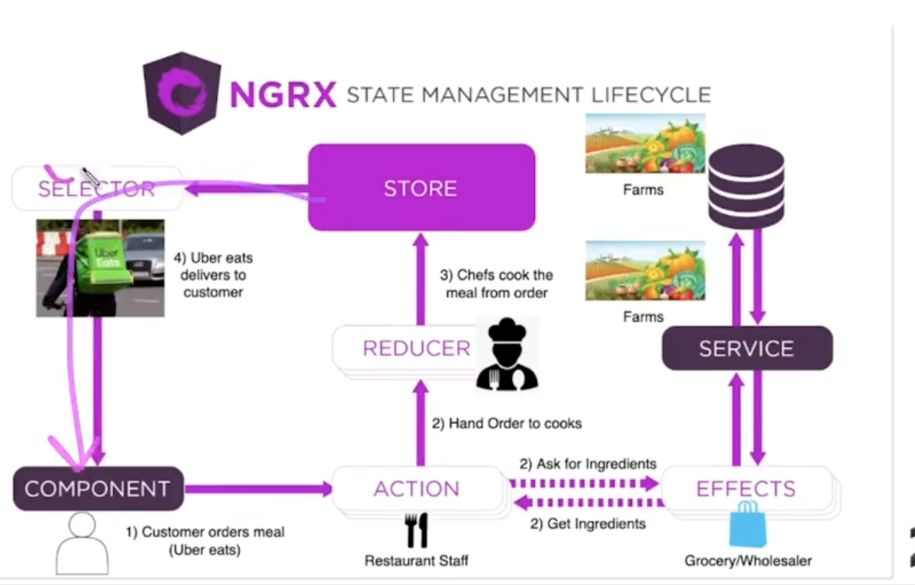 NGRX STATE MANAGEMENT LIFECYCLE
SELECTOR
STORE
Farms
Uber
Eats
4) Uber eats
delivers to
customer
3) Chefs cook the
meal from order
Farms
REDUCER
SERVICE
2) Hand Order to cooks
COMPONENT
ACTION
2) Ask for Ingredients
2) Get Ingredients
EFFECTS
1) Customer orders meal
(Uber eats)
Restaurant Staff
Grocery/Wholesaler